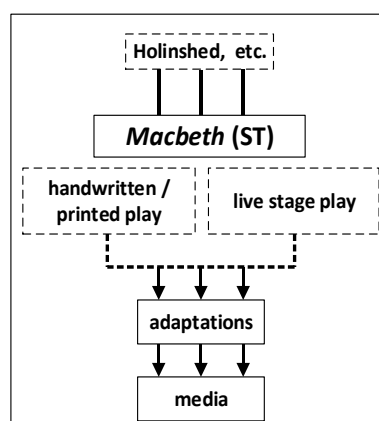 Holinshed, etc.
Macbeth (ST)
handwritten /
printed play
live stage play
adaptations
media